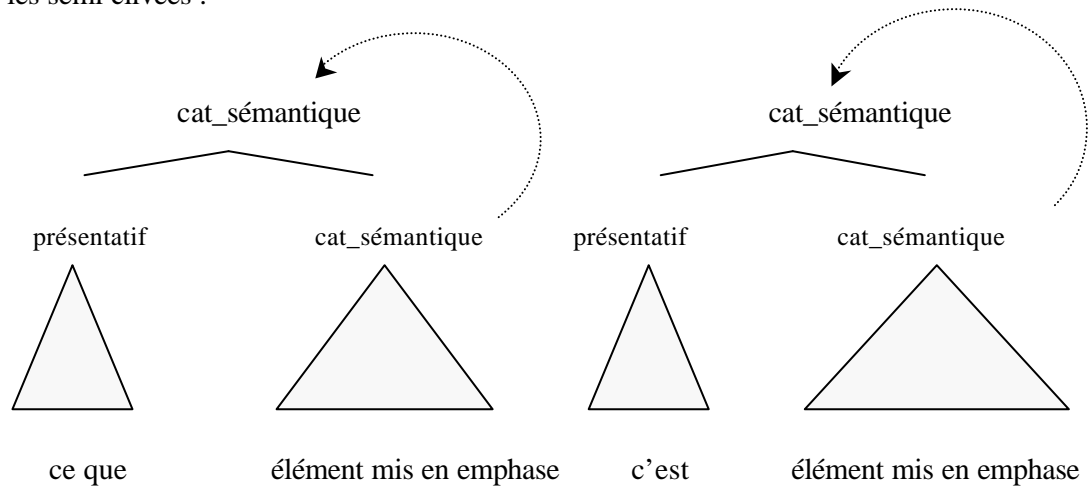 les semi clivées :
cat_sémantique cat_sémantique
présentatif cat_sémantique présentatif cat_sémantique
ce que élément mis en emphase c’est élément mis en emphase